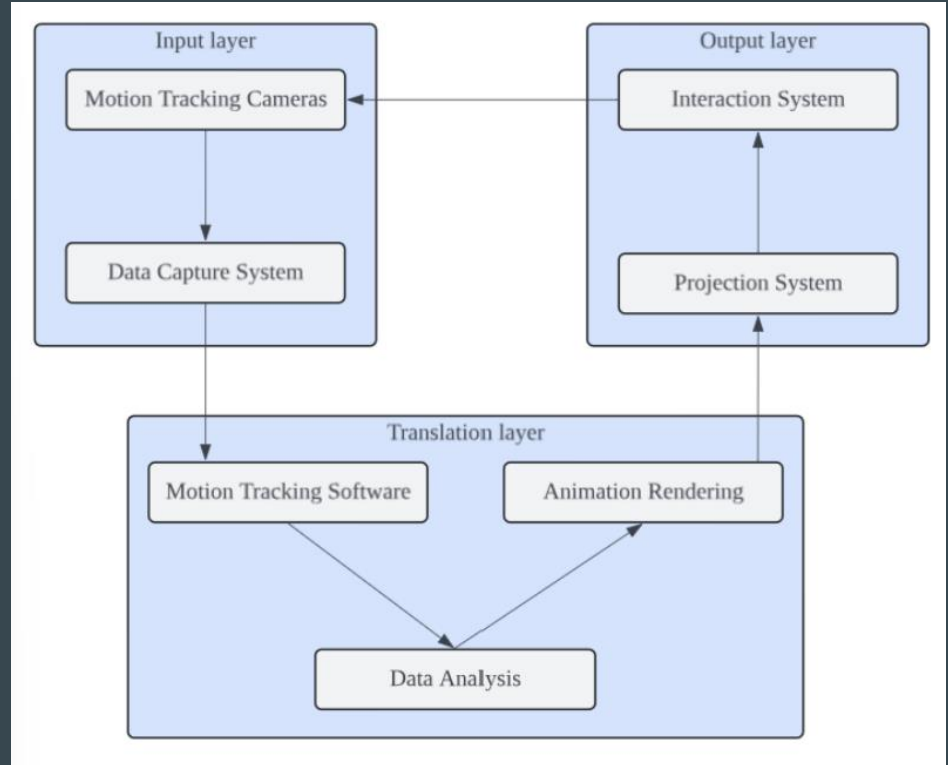 Input layer
Motion Tracking Cameras
Data Capture System
Output layer
Interaction System
Projection System
Translation layer
Motion Tracking Software
Animation Rendering
Data Analysis